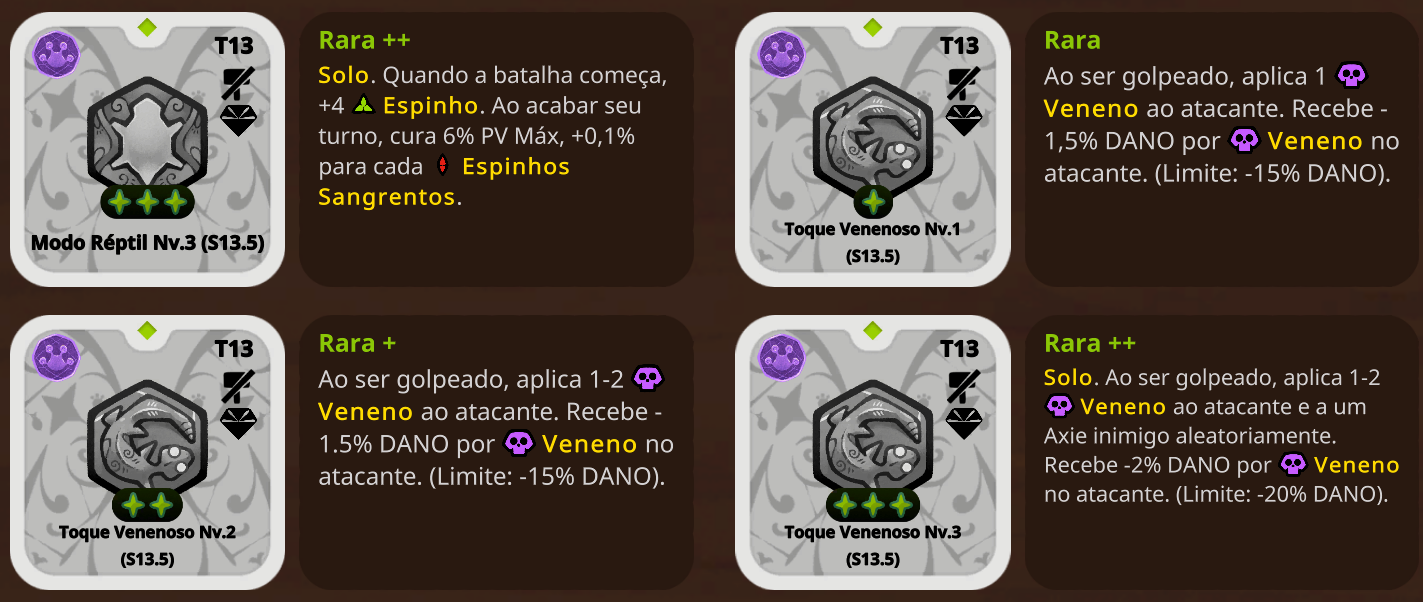 T13
Modo Réptil Nv.3 (S13.5)
Rara ++
Solo. Quando a batalha começa,
+4 Espinho. Ao acabar seu
turno, cura 6% PV Máx, +0,1%
para cada Espinhos
Sangrentos.
T13
Toque Venenoso Nv.1
(S13.5)
Rara
Ao ser golpeado, aplica 1
Veneno ao atacante. Recebe -
1,5% DANO por Veneno no
atacante. (Limite: -15% DANO).
T13
Toque Venenoso Nv.2
(S13.5)
Rara +
Ao ser golpeado, aplica 1-2
Veneno ao atacante. Recebe -
1.5% DANO por Veneno no
atacante. (Limite: -15% DANO).
T13
Toque Venenoso Nv.3
(S13.5)
Rara ++
Solo. Ao ser golpeado, aplica 1-2
Veneno ao atacante e a um
Axie inimigo aleatoriamente.
Recebe -2% DANO por Veneno
no atacante. (Limite: -20% DANO).